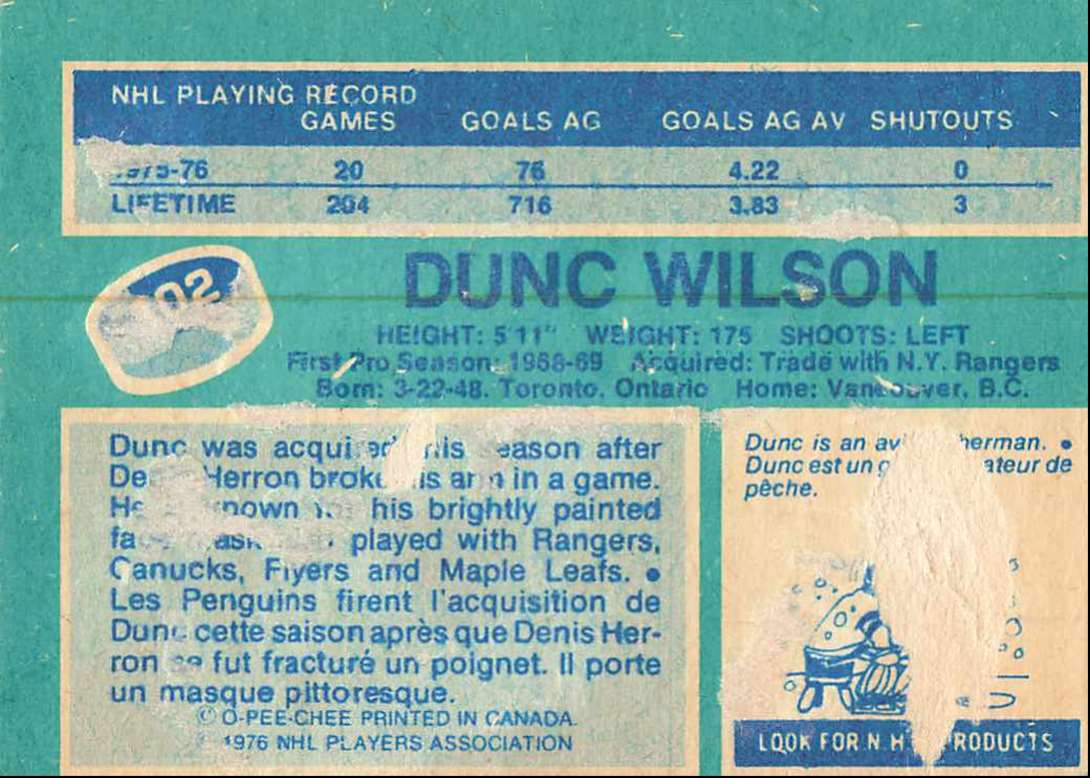 NHL PLAYING RECORD
GAMES GOALS AG GOALS AG AV SHUTOUTS
-76 20 76 4.22 0
LIFETIME 204 716 3.83 3
02
DUNC WILSON
HEIGHT: 5'11" WEIGHT: 175 SHOOTS: LEFT
First Pro Season: 1968-69 Acquired: Trade with N.Y. Rangers
Born: 3-22-48. Toronto, Ontario Home: Vancouver, B.C.
Dunc was acquired this season after
Herron broke his arm in a game.
known his brightly painted
played with Rangers,
Canucks, Flyers and Maple Leafs. •
Les Penguins firent l'acquisition de
Dunc cette saison après que Denis Her-
ron se fut fracturé un poignet. Il porte
un masque pittoresque.
© O-PEE-CHEE PRINTED IN CANADA.
1976 NHL PLAYERS ASSOCIATION
Dunc is an •
Dunc est un de
pêche.
LOOK FOR N H PRODUCTS